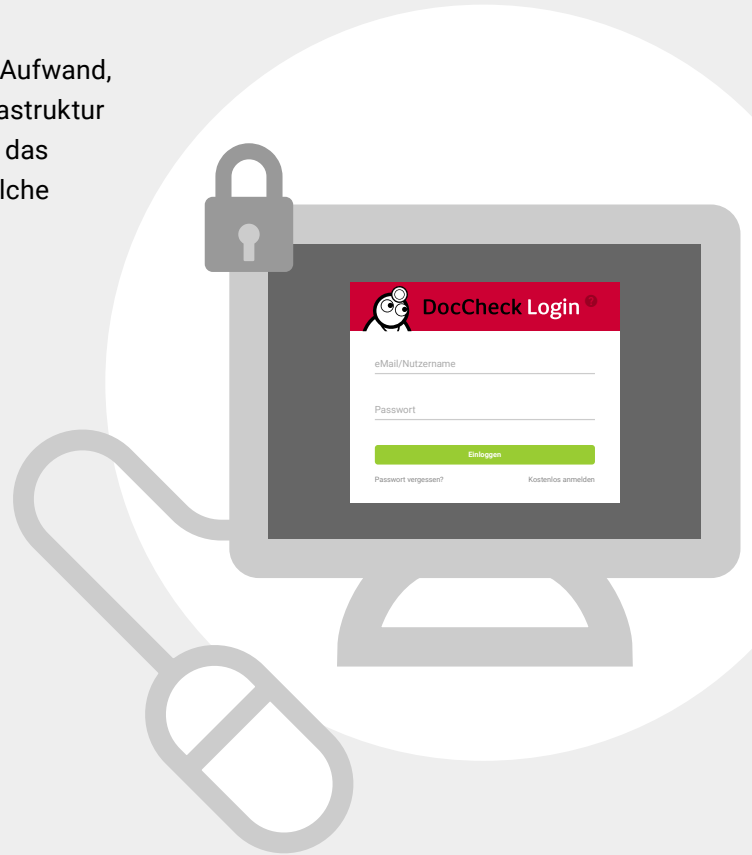 Aufwand,
astruktur
das
lche
DocCheck Login ?
eMail/Nutzername
Passwort
Einloggen
Passwort vergessen? Kostenlos anmelden